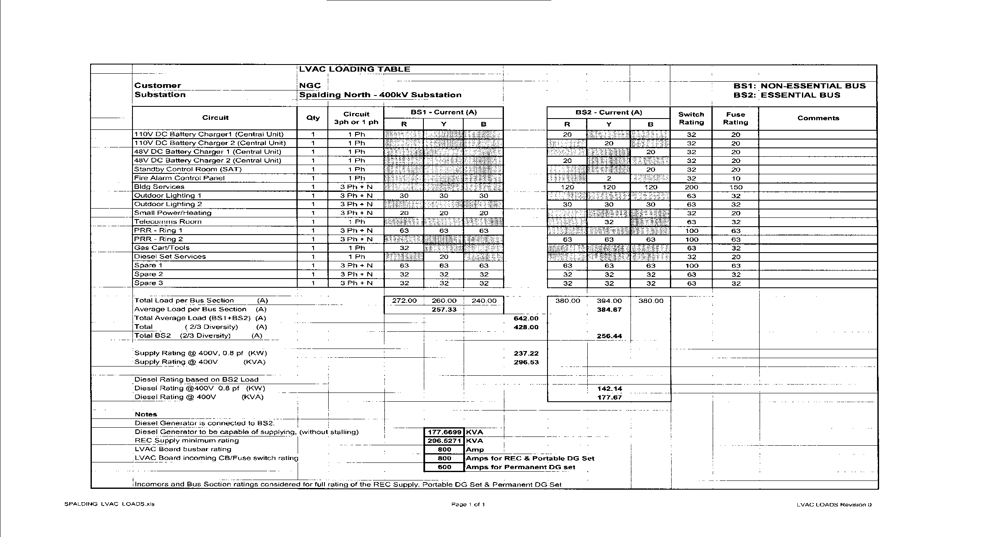 LVAC LOADING TABLE
Customer NGC BS1: NON-ESSENTIAL BUS
Substation Spalding North - 400kV Substation BS2: ESSENTIAL BUS
Circuit Qty Circuit 3ph or 1 ph BS1 - Current (A) BS2 - Current (A) Switch Rating Fuse Rating Comments
R Y B R Y B
110V DC Battery Charger1 (Central Unit) 1 1 Ph 20 32 20
110V DC Battery Charger 2 (Central Unit) 1 1 Ph 20 32 20
48V DC Battery Charger 1 (Central Unit) 1 1 Ph 20 32 20
48V DC Battery Charger 2 (Central Unit) 1 1 Ph 20 32 20
Standby Control Room (SAT) 1 1 Ph 20 32 20
Fire Alarm Control Panel 1 1 Ph 2 32 10
Bldg Services 1 3 Ph + N 120 120 120 200 150
Outdoor Lighting 1 1 3 Ph + N 30 30 30 63 32
Outdoor Lighting 2 1 3 Ph + N 30 30 30 63 32
Small Power/Heating 1 3 Ph + N 20 20 20 32 20
Telecomms Room 1 1 Ph 32 63 32
PRR - Ring 1 1 3 Ph + N 63 63 63 100 63
PRR - Ring 2 1 3 Ph + N 63 63 63 100 63
Gas Cart/Tools 1 1 Ph 32 63 32
Diesel Set Services 1 1 Ph 20 32 20
Spare 1 1 3 Ph + N 63 63 63 63 63 63 100 63
Spare 2 1 3 Ph + N 32 32 32 32 32 32 63 32
Spare 3 1 3 Ph + N 32 32 32 32 32 32 63 32
Total Load per Bus Section (A) 272.00 260.00 240.00 380.00 394.00 380.00
Average Load per Bus Section (A) 257.33 384.67
Total Average Load (BS1+BS2) (A) 642.00
Total ( 2/3 Diversity) (A) 428.00
Total BS2 (2/3 Diversity) (A) 256.44
Supply Rating @ 400V, 0.8 pf (KW) 237.22
Supply Rating @ 400V (KVA) 296.53
Diesel Rating based on BS2 Load
Diesel Rating @400V 0.8 pf (KW) 142.14
Diesel Rating @ 400V (KVA) 177.67
Notes
Diesel Generator is connected to BS2.
Diesel Generator to be capable of supplying, (without stalling) 177.6699 KVA
REC Supply minimum rating 296.5271 KVA
LVAC Board busbar rating 800 Amp
LVAC Board incoming CB/Fuse switch rating 800 Amps for REC & Portable DG Set
600 Amps for Permanent DG set
Incomers and Bus Section ratings considered for full rating of the REC Supply, Portable DG Set & Permanent DG Set
SPALDING LVAC LOADS.xls Page 1 of 1 LVAC LOADS Revision 0